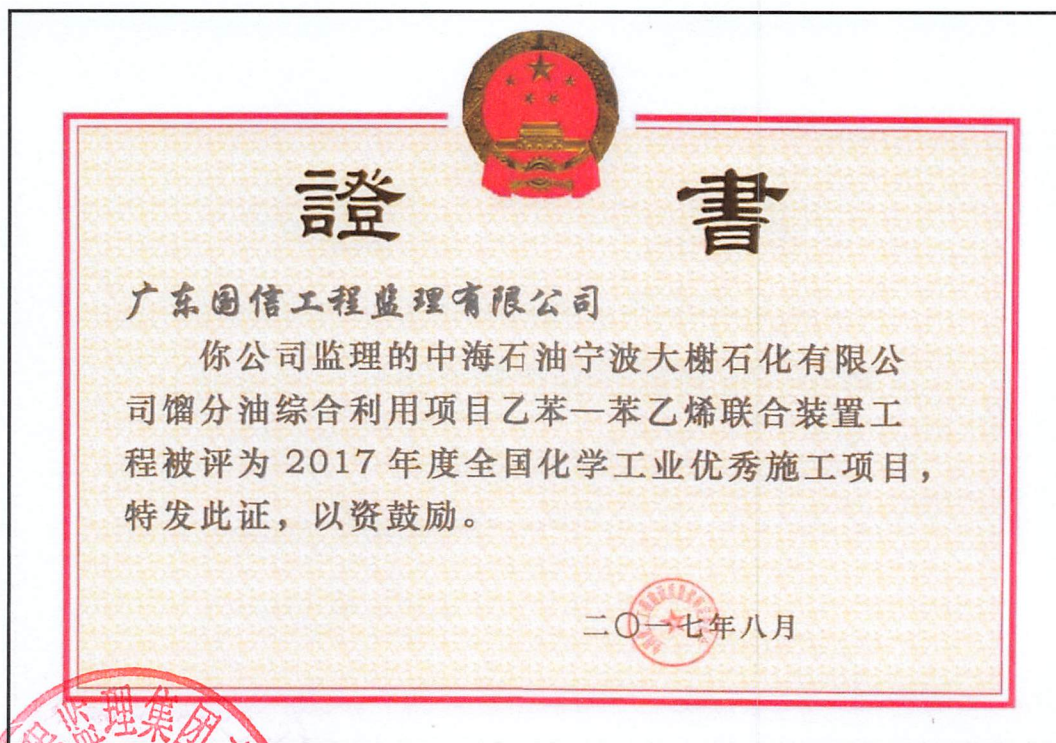 證書
广东国信工程监理有限公司
你公司监理的中海石油宁波大榭石化有限公
司馏分油综合利用项目乙苯—苯乙烯联合装置工
程被评为 2017 年度全国化学工业优秀施工项目，
特发此证，以资鼓励。
二〇一七年八月
监理集团